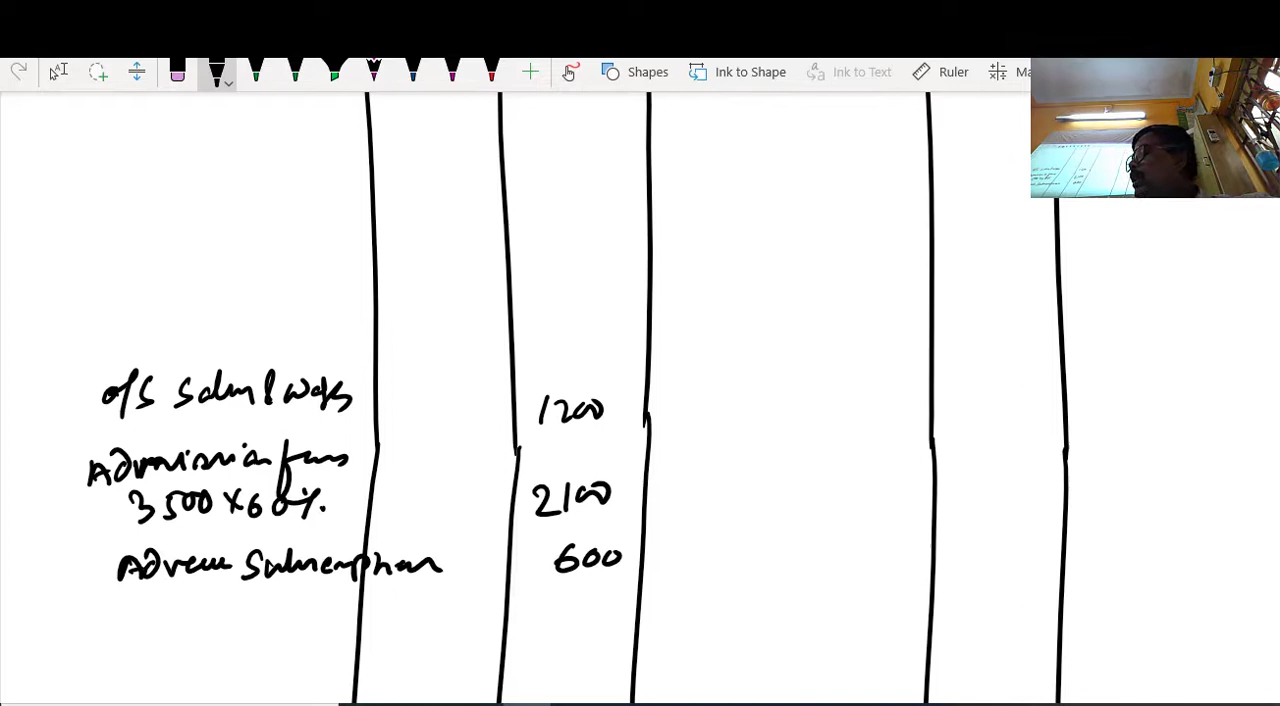 Shapes Ink to Shape Ink to Text Ruler Ma
O/S Salary & Wages 1200
Admission fees
3500 x 60% 2100
Advance Subscription 600